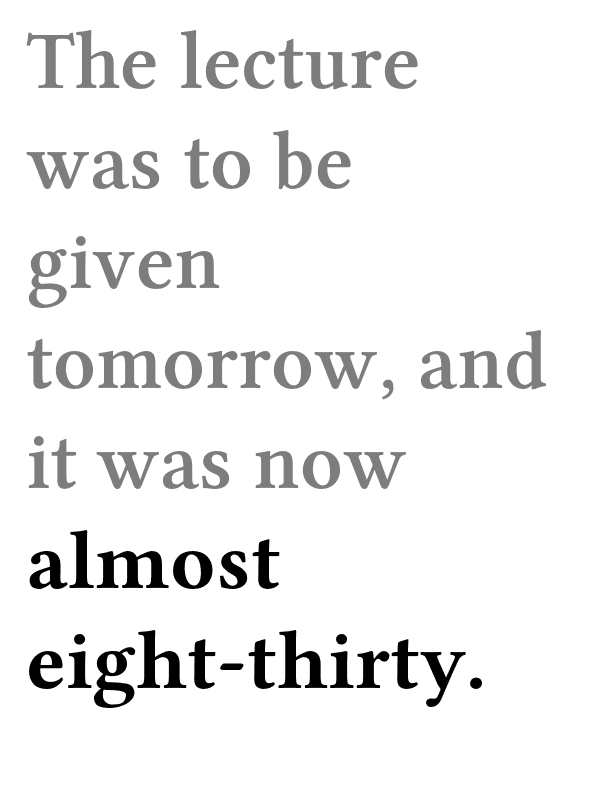 The lecture
was to be
given
tomorrow, and
it was now
almost
eight-thirty.